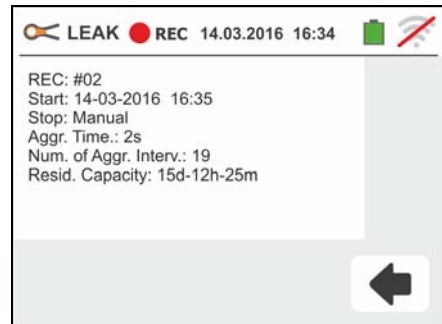 LEAK REC 14.03.2016 16:34
REC: #02
Start: 14-03-2016 16:35
Stop: Manual
Aggr. Time.: 2s
Num. of Aggr. Interv.: 19
Resid. Capacity: 15d-12h-25m